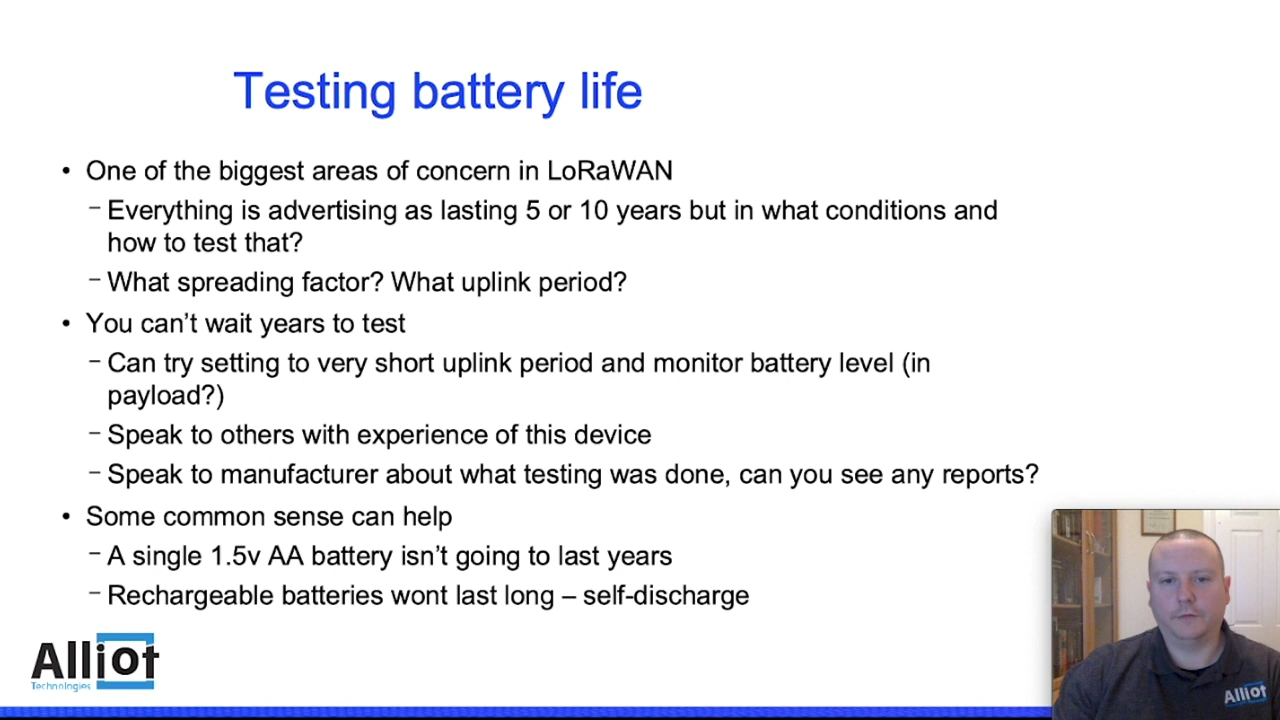 Testing battery life
• One of the biggest areas of concern in LoRaWAN
– Everything is advertising as lasting 5 or 10 years but in what conditions and
how to test that?
– What spreading factor? What uplink period?
• You can't wait years to test
– Can try setting to very short uplink period and monitor battery level (in
payload?)
– Speak to others with experience of this device
– Speak to manufacturer about what testing was done, can you see any reports?
• Some common sense can help
– A single 1.5v AA battery isn't going to last years
– Rechargeable batteries wont last long – self-discharge
Alliot
Technologies
Alliot